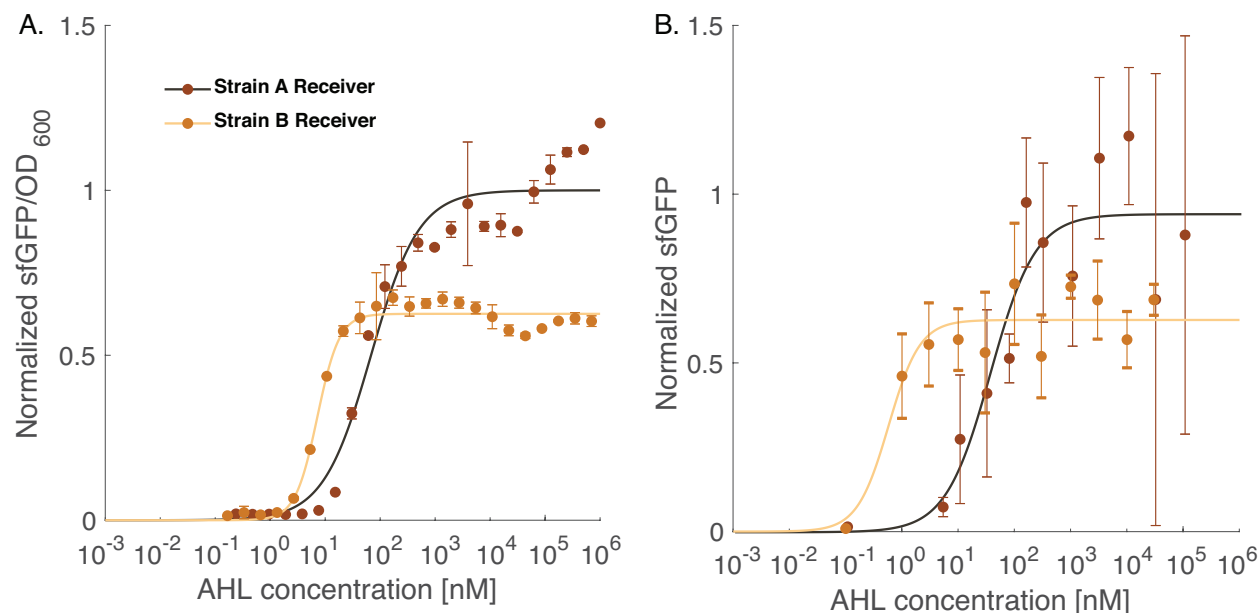 A.
1.5
1
0.5
0
Normalized sfGFP/OD600
Strain A Receiver
Strain B Receiver
10-3 10-2 10-1 100 101 102 103 104 105 106
AHL concentration [nM]
B.
1.5
1
0.5
0
Normalized sfGFP
10-3 10-2 10-1 100 101 102 103 104 105 106
AHL concentration [nM]